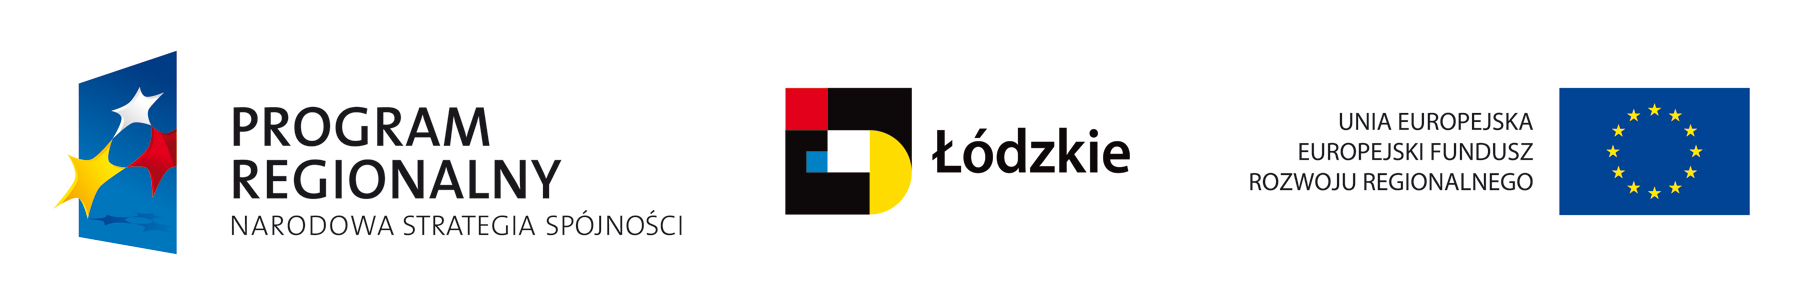 PROGRAM
REGIONALNY
NARODOWA STRATEGIA SPÓJNOŚCI
Łódzkie
UNIA EUROPEJSKA
EUROPEJSKI FUNDUSZ
ROZWOJU REGIONALNEGO